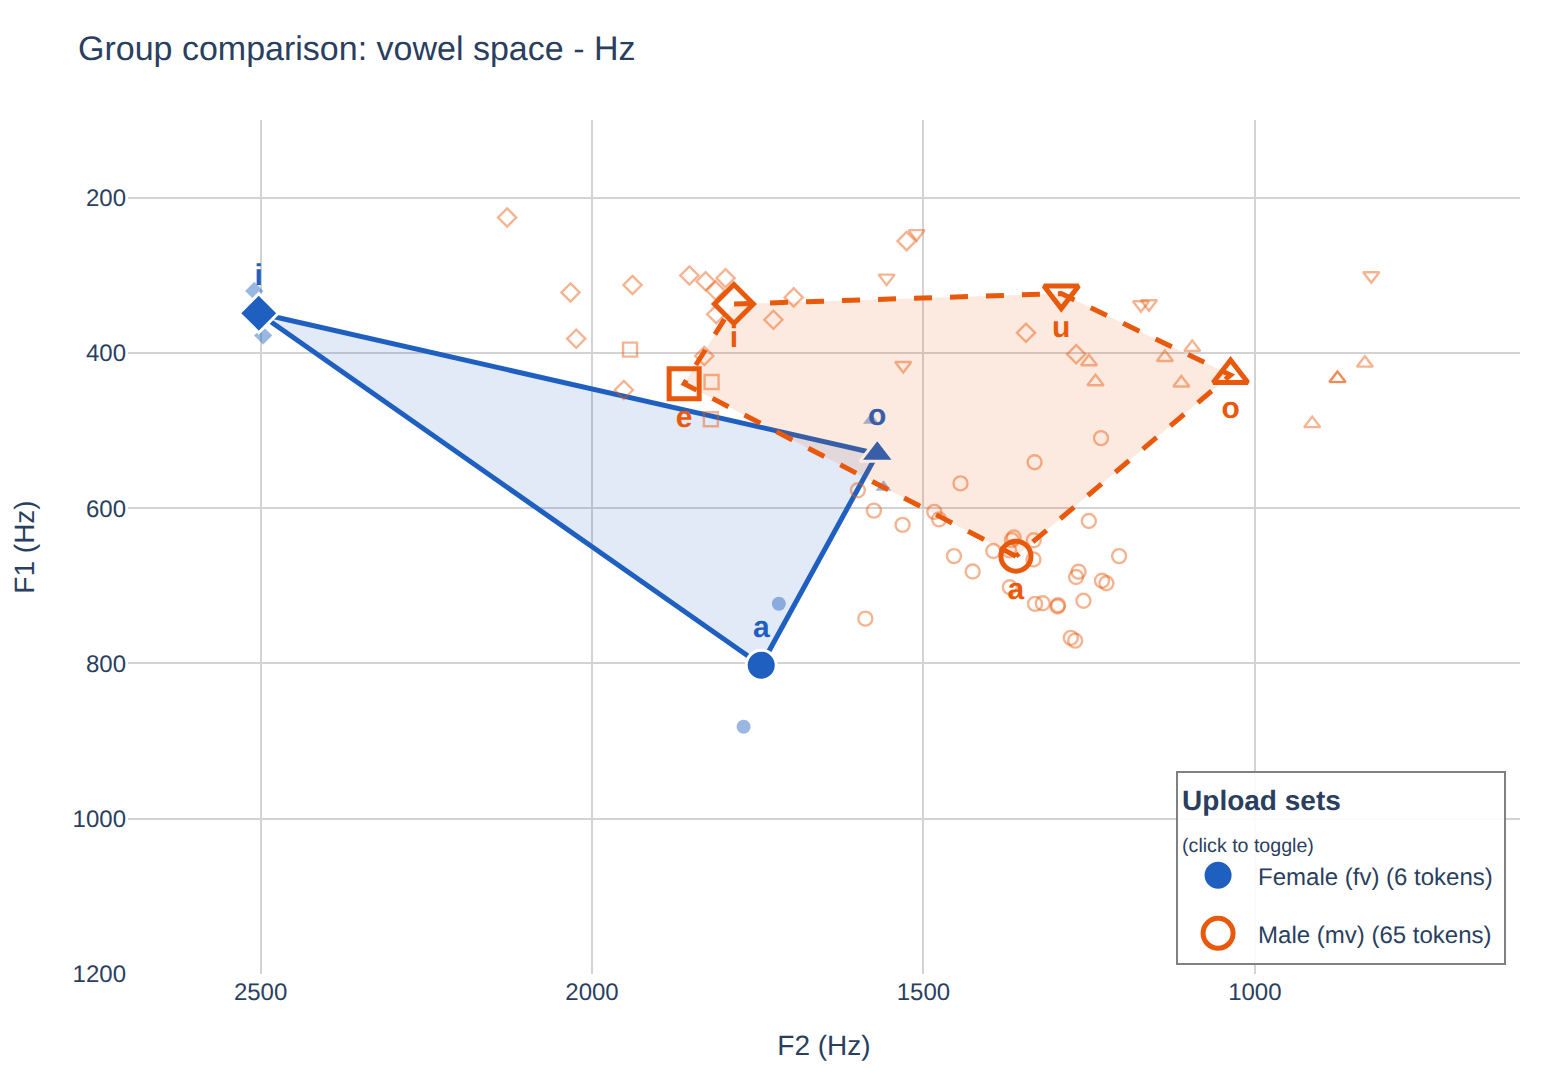 Group comparison: vowel space - Hz
200
400
600
800
1000
1200
2500
2000
1500
1000
F1 (Hz)
F2 (Hz)
i
o
a
i
e
u
o
a
Upload sets
(click to toggle)
Female (fv) (6 tokens)
Male (mv) (65 tokens)